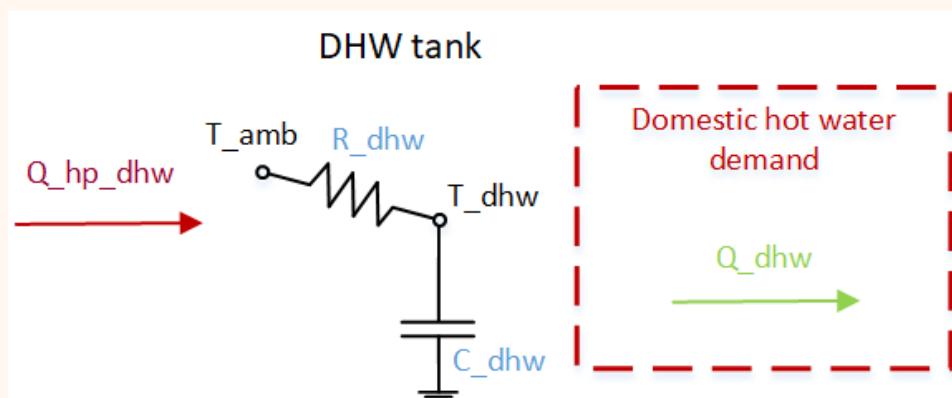 DHW tank
T_amb
R_dhw
Q_hp_dhw
T_dhw
C_dhw
Domestic hot water
demand
Q_dhw